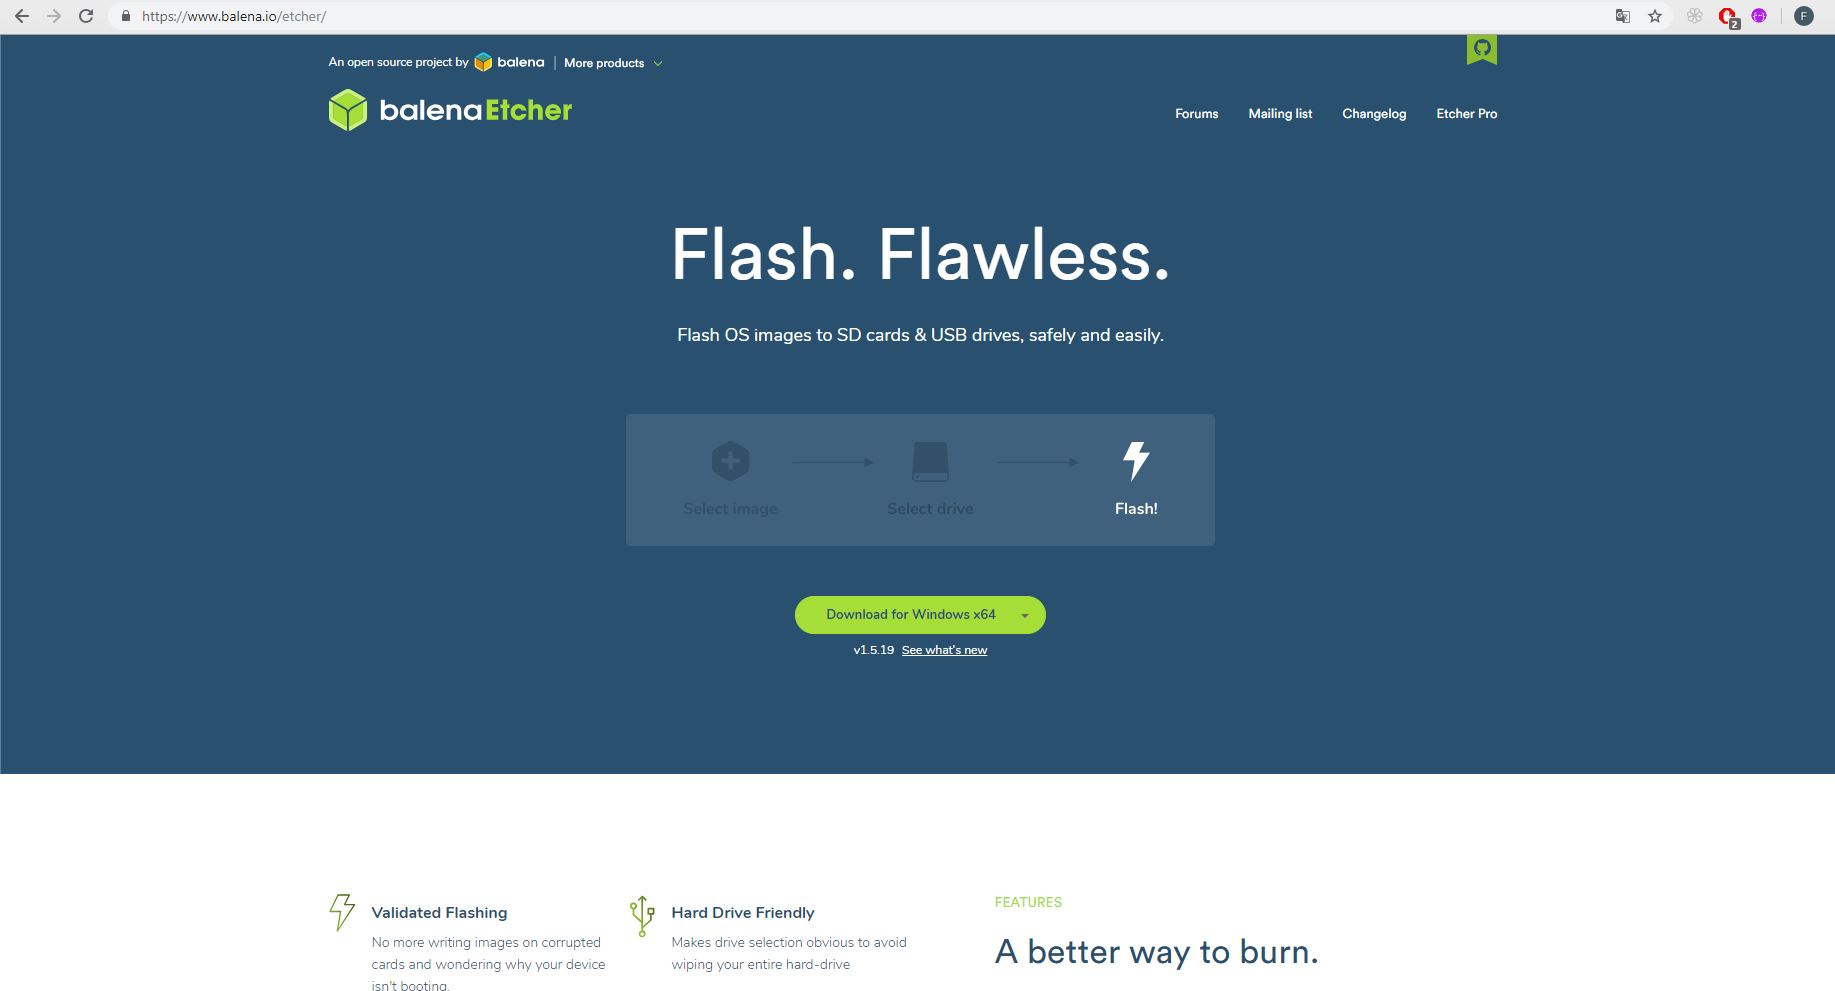 https://www.balena.io/etcher/
2
F
An open source project by balena | More products
balenaEtcher
Forums Mailing list Changelog Etcher Pro
Flash. Flawless.
Flash OS images to SD cards & USB drives, safely and easily.
Select image Select drive Flash!
Download for Windows x64
v1.5.19 See what's new
Validated Flashing
No more writing images on corrupted
cards and wondering why your device
isn't booting.
Hard Drive Friendly
Makes drive selection obvious to avoid
wiping your entire hard-drive
FEATURES
A better way to burn.